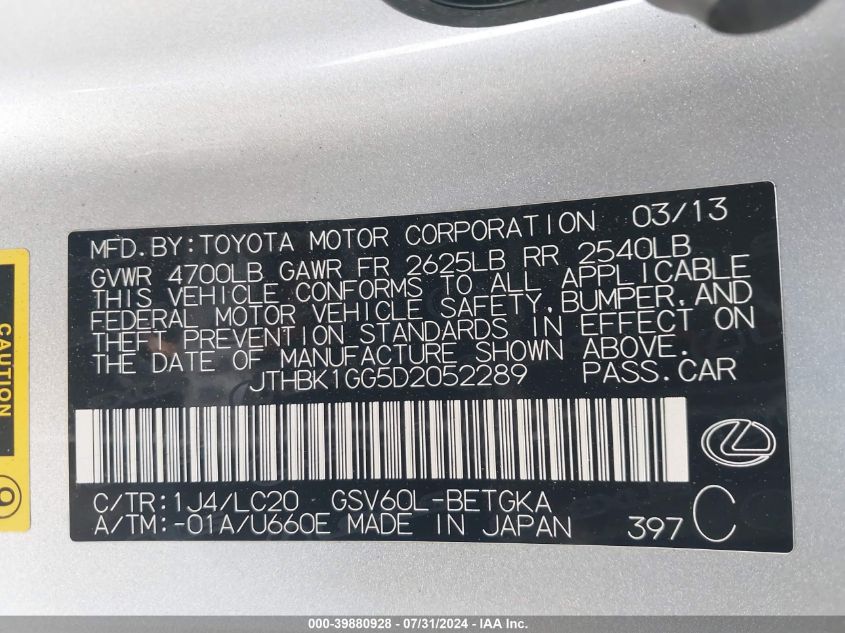 MFD.BY:TOYOTA MOTOR CORPORATION 03/13
GVWR 4700LB GAWR FR 2625LB RR 2540LB
THIS VEHICLE CONFORMS TO ALL APPLICABLE
FEDERAL MOTOR VEHICLE SAFETY,BUMPER,AND
THEFT PREVENTION STANDARDS IN EFFECT ON
THE DATE OF MANUFACTURE SHOWN ABOVE.
JTHBK1GG5D2052289 PASS.CAR
C/TR:1J4/LC20 GSV60L-BETGKA
A/TM:-01A/U660E MADE IN JAPAN 397 C
CAUTION
000-39880928 / 07/31/2024 - IAA Inc.